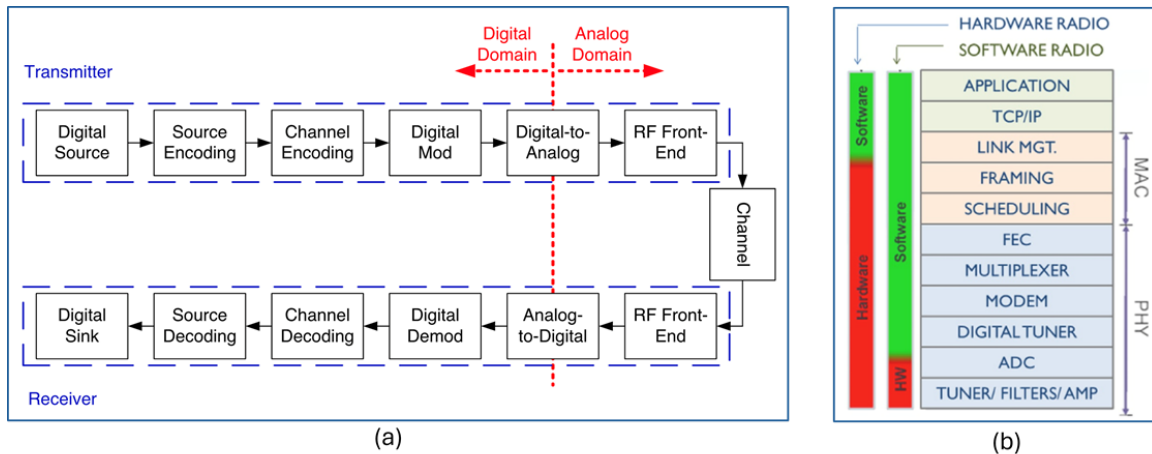 Digital
Domain
Analog
Domain
Transmitter
Digital
Source
Source
Encoding
Channel
Encoding
Digital
Mod
Digital-to-
Analog
RF Front-
End
Channel
Digital
Sink
Source
Decoding
Channel
Decoding
Digital
Demod
Analog-
to-Digital
RF Front-
End
Receiver
(a)
HARDWARE RADIO
SOFTWARE RADIO
Software
Hardware
Software
HW
APPLICATION
TCP/IP
LINK MGT.
FRAMING
SCHEDULING
FEC
MULTIPLEXER
MODEM
DIGITAL TUNER
ADC
TUNER/ FILTERS/ AMP
MAC
PHY
(b)